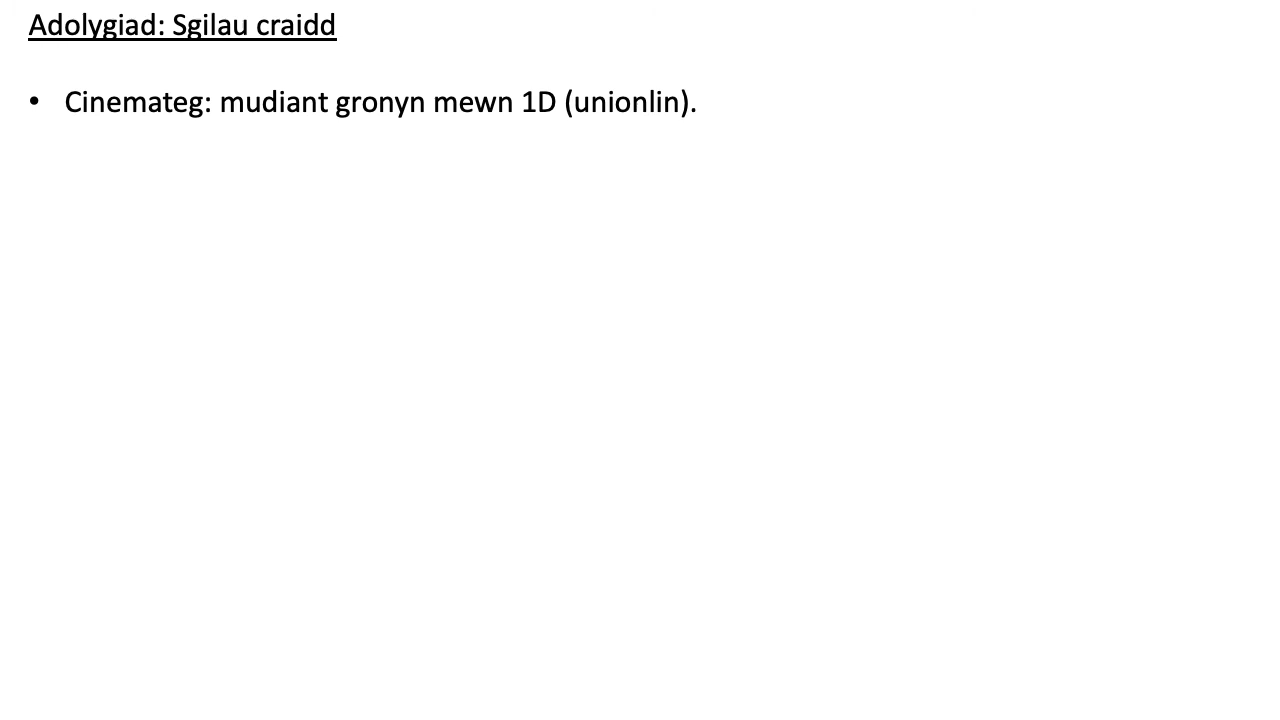 Adolygiad: Sgilau craidd
• Cinemateg: mudiant gronyn mewn 1D (unionlin).